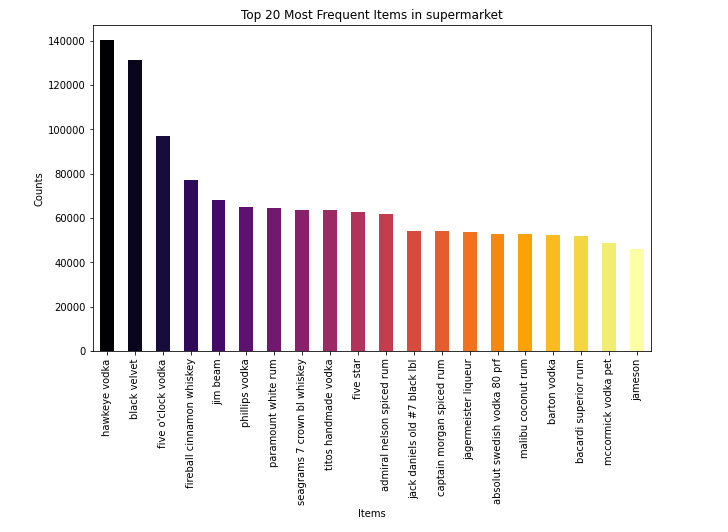 Top 20 Most Frequent Items in supermarket
Counts
140000
120000
100000
80000
60000
40000
20000
0
hawkeye vodka
black velvet
five o'clock vodka
fireball cinnamon whiskey
jim beam
phillips vodka
paramount white rum
seagrams 7 crown bl whiskey
titos handmade vodka
five star
admiral nelson spiced rum
jack daniels old #7 black lbl
captain morgan spiced rum
jagermeister liqueur
absolut swedish vodka 80 prf
malibu coconut rum
barton vodka
bacardi superior rum
mccormick vodka pet
jameson
Items